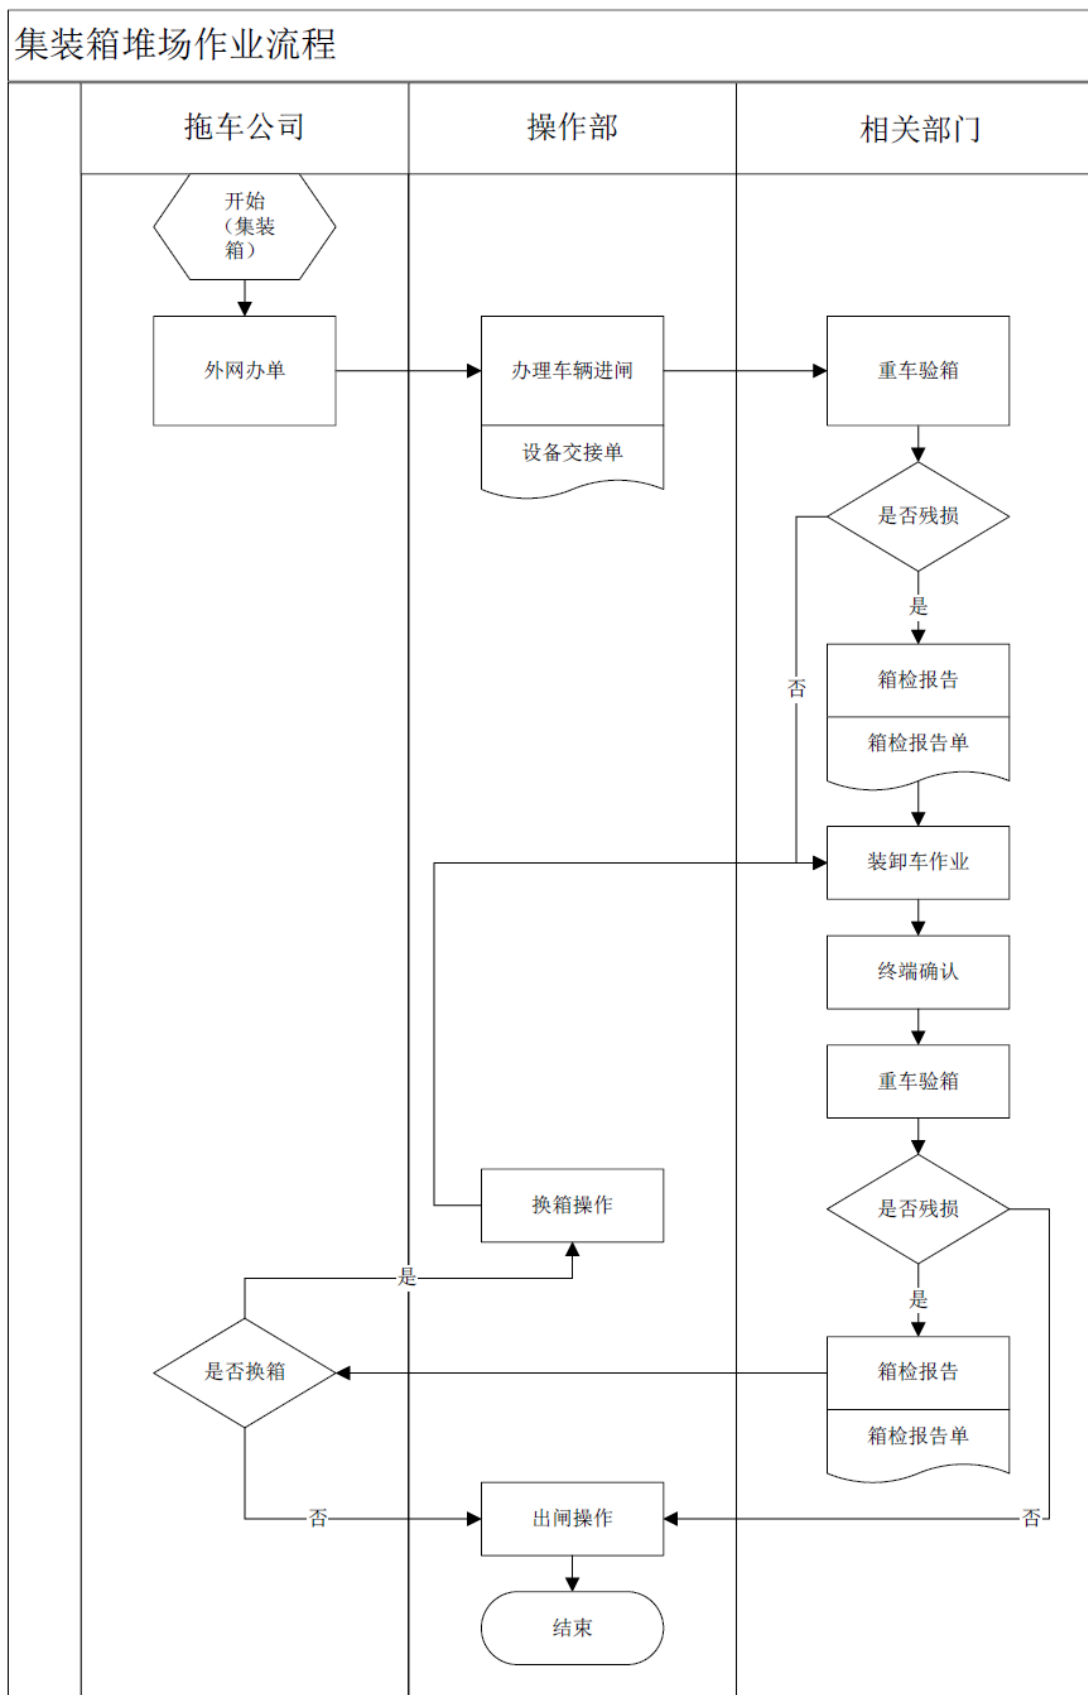 集装箱堆场作业流程
拖车公司
操作部
相关部门
开始
（集装
箱）
外网办单
办理车辆进闸
重车验箱
设备交接单
是否残损
是
箱检报告
否
箱检报告单
装卸车作业
终端确认
重车验箱
换箱操作
是否残损
是
是
是否换箱
箱检报告
箱检报告单
否
出闸操作
否
结束